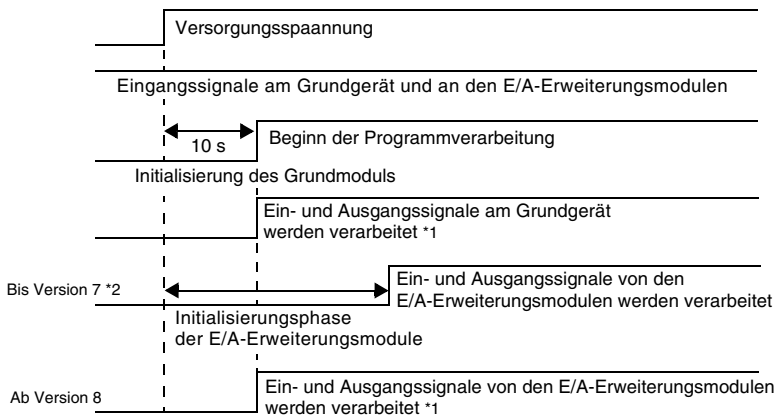 Versorgungsspaannung
Eingangssignale am Grundgerät und an den E/A-Erweiterungsmodulen
10 s
Beginn der Programmverarbeitung
Initialisierung des Grundmoduls
Ein- und Ausgangssignale am Grundgerät
werden verarbeitet *1
Bis Version 7 *2
Ein- und Ausgangssignale von den
E/A-Erweiterungsmodulen werden verarbeitet
Initialisierungsphase
der E/A-Erweiterungsmodule
Ab Version 8
Ein- und Ausgangssignale von den E/A-Erweiterungsmodulen
werden verarbeitet *1